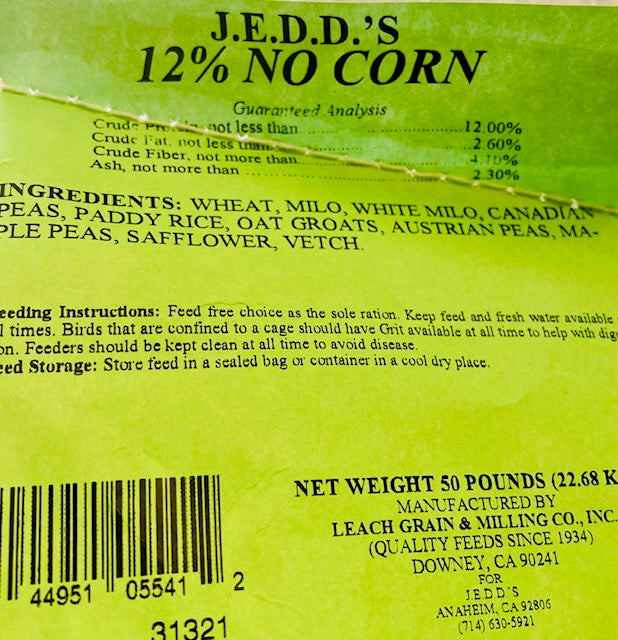 J.E.D.D.'S
12% NO CORN
Guaranteed Analysis
Crude Protein, not less than 12.00%
Crude Fat, not less than 2.60%
Crude Fiber, not more than 4.10%
Ash, not more than 2.30%
INGREDIENTS: WHEAT, MILO, WHITE MILO, CANADIAN
PEAS, PADDY RICE, OAT GROATS, AUSTRIAN PEAS, MA-
PLE PEAS, SAFFLOWER, VETCH.
eeding Instructions: Feed free choice as the sole ration. Keep feed and fresh water available
l times. Birds that are confined to a cage should have Grit available at all time to help with dige
on. Feeders should be kept clean at all time to avoid disease.
eed Storage: Store feed in a sealed bag or container in a cool dry place.
NET WEIGHT 50 POUNDS (22.68 K
MANUFACTURED BY
LEACH GRAIN & MILLING CO., INC.
(QUALITY FEEDS SINCE 1934)
DOWNEY, CA 90241
FOR
J.E.D.D.'S
ANAHEIM, CA 92806
(714) 630-5921
44951 05541 2
31321